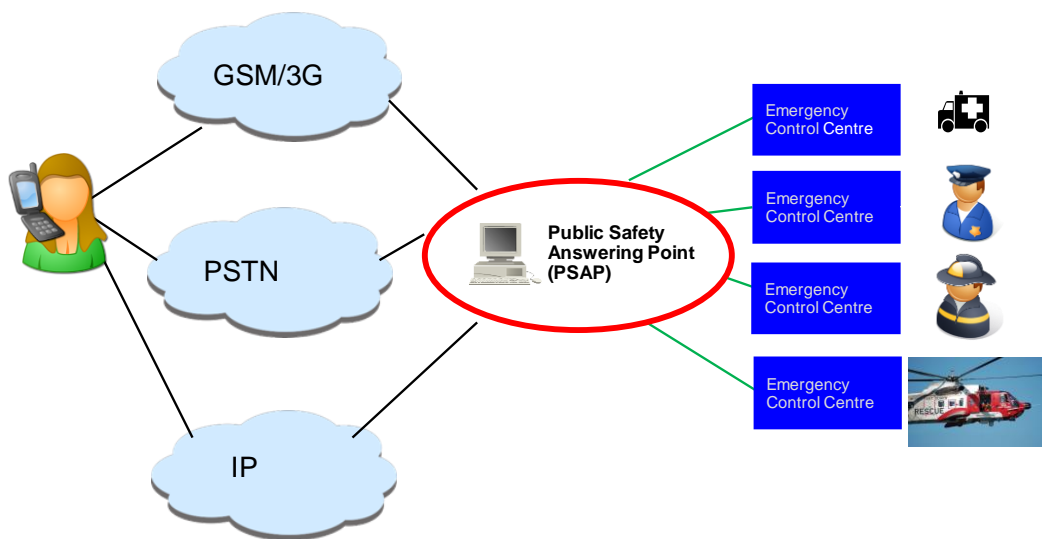 GSM/3G
PSTN
IP
Public Safety
Answering Point
(PSAP)
Emergency
Control Centre
Emergency
Control Centre
Emergency
Control Centre
Emergency
Control Centre
RESCUE